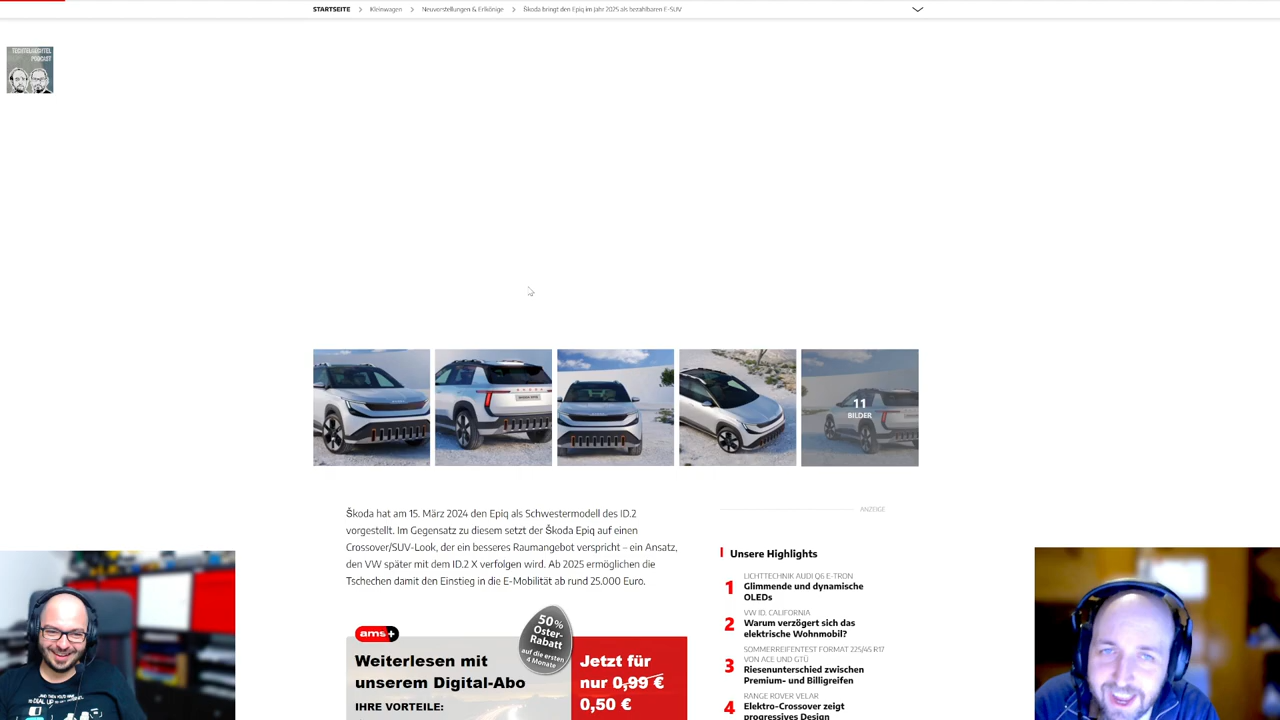 STARTSEITE > Kleinwagen > Neuvorstellungen & Erlkönige > Škoda bringt den Epiq im Jahr 2025 als bezahlbaren E-SUV
TECHTELMECHTEL
PODCAST
11
BILDER
Škoda hat am 15. März 2024 den Epiq als Schwestermodell des ID.2
vorgestellt. Im Gegensatz zu diesem setzt der Škoda Epiq auf einen
Crossover/SUV-Look, der ein besseres Raumangebot verspricht – ein Ansatz,
den VW später mit dem ID.2 X verfolgen wird. Ab 2025 ermöglichen die
Tschechen damit den Einstieg in die E-Mobilität ab rund 25.000 Euro.
ams+
Weiterlesen mit
unserem Digital-Abo
IHRE VORTEILE:
50%
Oster-
Rabatt
auf die ersten
4 Monate
Jetzt für
nur 0,99 €
0,50 €
ANZEIGE
Unsere Highlights
1 LICHTTECHNIK AUDI Q6 E-TRON
Glimmende und dynamische
OLEDs
2 VW ID. CALIFORNIA
Warum verzögert sich das
elektrische Wohnmobil?
3 SOMMERREIFENTEST FORMAT 225/45 R17
VON ACE UND GTÜ
Riesenunterschied zwischen
Premium- und Billigreifen
4 RANGE ROVER VELAR
Elektro-Crossover zeigt
progressives Design